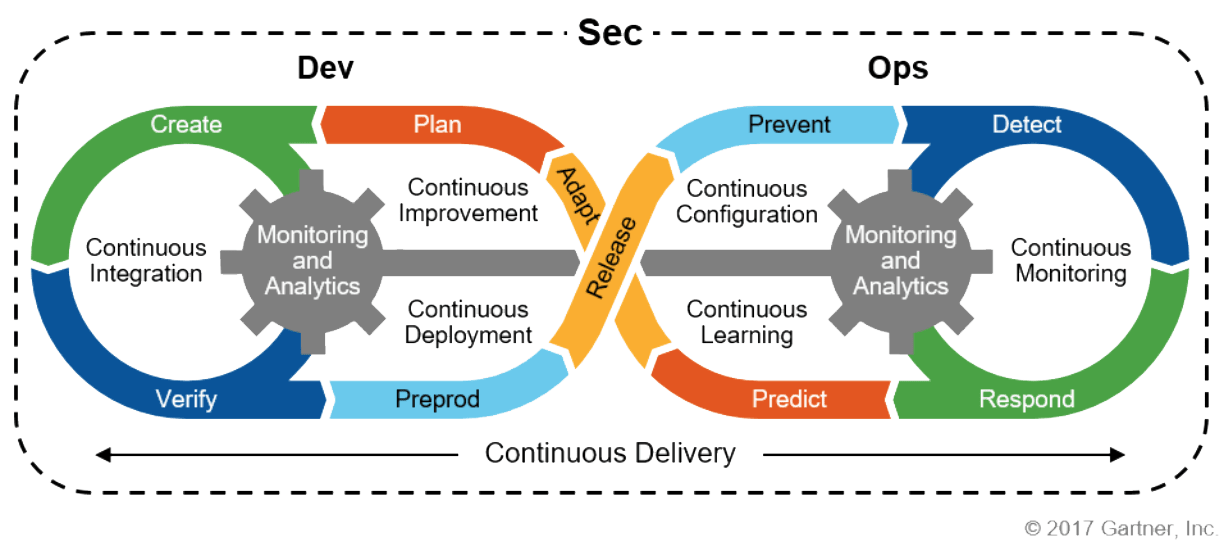 Sec
Dev
Ops
Create
Plan
Prevent
Detect
Adapt
Release
Continuous
Improvement
Continuous
Configuration
Continuous
Integration
Monitoring
and
Analytics
Monitoring
and
Analytics
Continuous
Monitoring
Continuous
Deployment
Continuous
Learning
Verify
Preprod
Predict
Respond
Continuous Delivery
© 2017 Gartner, Inc.